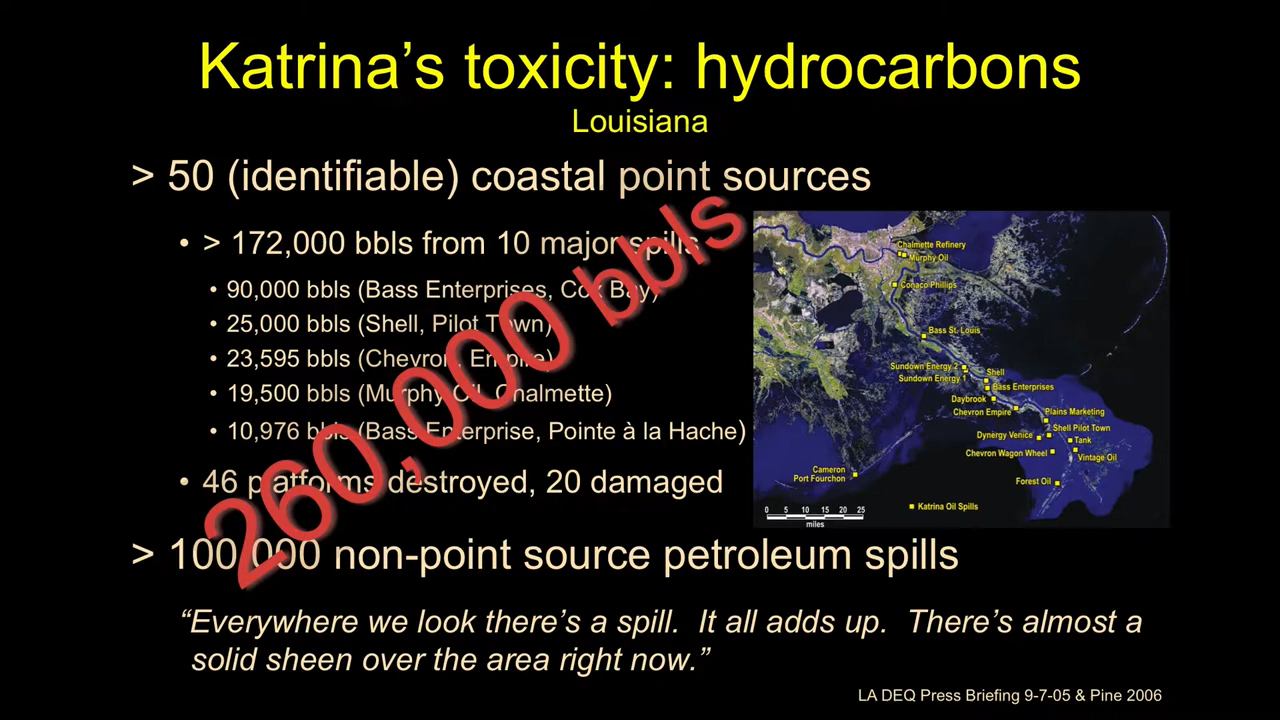 Katrina’s toxicity: hydrocarbons
Louisiana
> 50 (identifiable) coastal point sources
• > 172,000 bbls from 10 major spills
• 90,000 bbls (Bass Enterprises, Cox Bay)
• 25,000 bbls (Shell, Pilot Town)
• 23,595 bbls (Chevron, Empire)
• 19,500 bbls (Murphy Oil, Chalmette)
• 10,976 bbls (Bass Enterprise, Pointe à la Hache)
• 46 platforms destroyed, 20 damaged
260,000 bbls
Chalmette Refinery
Murphy Oil
Conaco Phillips
Bass St. Louis
Sundown Energy 2
Sundown Energy 1
Shell
Bass Enterprises
Daybrook
Chevron Empire
Plains Marketing
Shell Pilot Town
Dynergy Venice
Tank
Chevron Wagon Wheel
Vintage Oil
Cameron
Port Fourchon
Forest Oil
Katrina Oil Spills
0 5 10 15 20 25
miles
> 100,000 non-point source petroleum spills
“Everywhere we look there’s a spill. It all adds up. There’s almost a
solid sheen over the area right now.”
LA DEQ Press Briefing 9-7-05 & Pine 2006